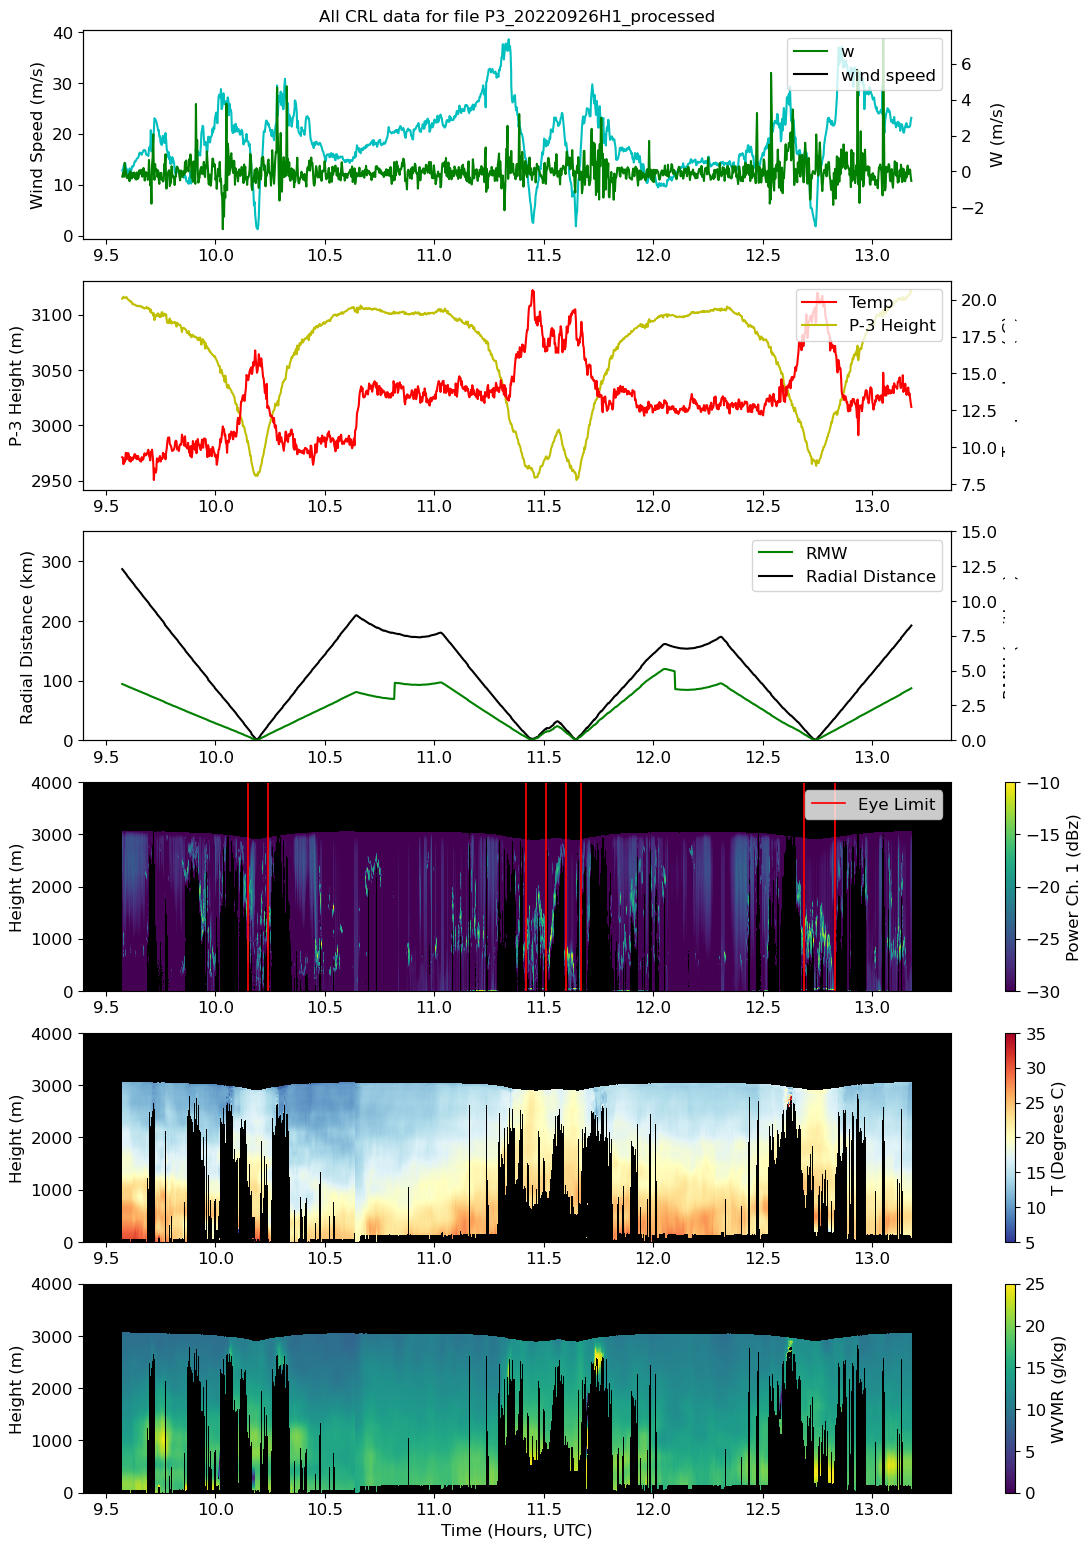 All CRL data for file P3_20220926H1_processed
Wind Speed (m/s)
40
30
20
10
0
w
wind speed
6
4
2
0
−2
W (m/s)
9.5 10.0 10.5 11.0 11.5 12.0 12.5 13.0
P-3 Height (m)
3100
3050
3000
2950
Temp
P-3 Height
20.0
17.5
15.0
12.5
10.0
7.5
9.5 10.0 10.5 11.0 11.5 12.0 12.5 13.0
Radial Distance (km)
300
200
100
0
RMW
Radial Distance
15.0
12.5
10.0
7.5
5.0
2.5
0.0
9.5 10.0 10.5 11.0 11.5 12.0 12.5 13.0
Height (m)
4000
3000
2000
1000
0
Eye Limit
−10
−15
−20
−25
−30
Power Ch. 1 (dBz)
9.5 10.0 10.5 11.0 11.5 12.0 12.5 13.0
Height (m)
4000
3000
2000
1000
0
35
30
25
20
15
10
5
T (Degrees C)
9.5 10.0 10.5 11.0 11.5 12.0 12.5 13.0
Height (m)
4000
3000
2000
1000
0
25
20
15
10
5
0
WVMR (g/kg)
9.5 10.0 10.5 11.0 11.5 12.0 12.5 13.0
Time (Hours, UTC)